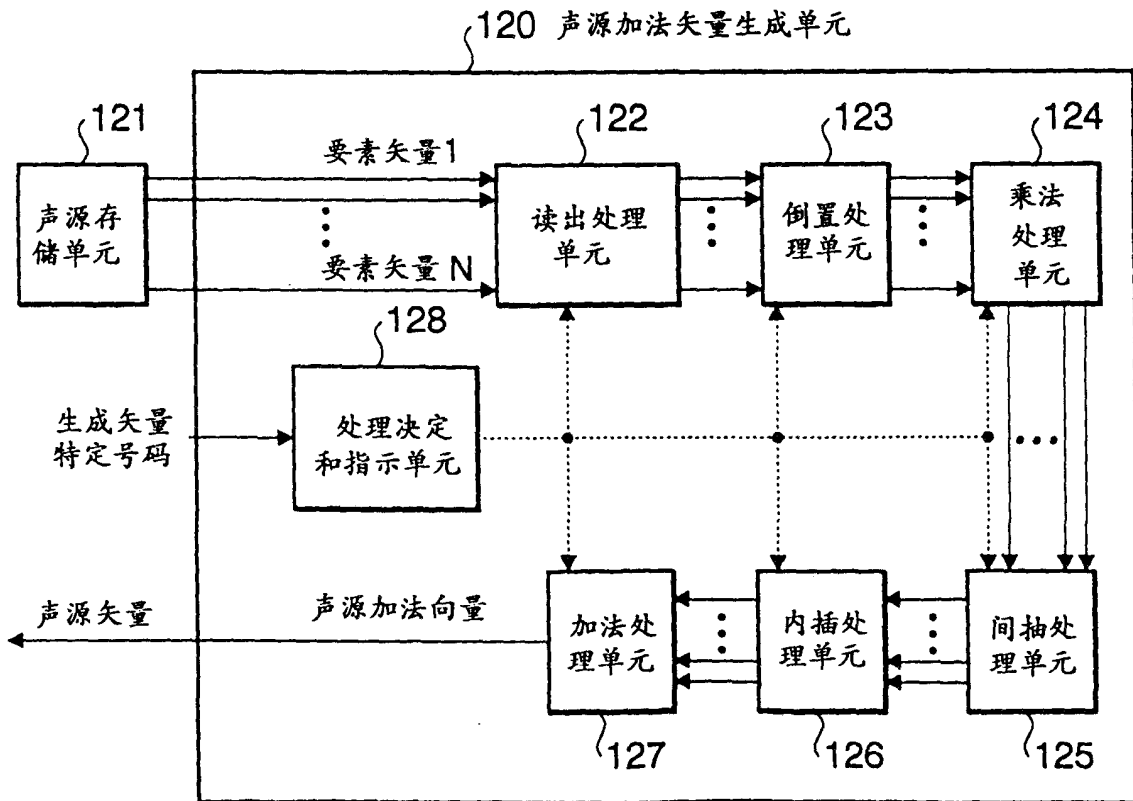 120 声源加法矢量生成单元
121
122
123
124
要素矢量1
声源存
储单元
要素矢量N
读出处理
单元
倒置处
理单元
乘法
处理
单元
128
生成矢量
特定号码
处理决定
和指示单元
声源矢量
声源加法向量
加法处
理单元
内插处
理单元
间抽处
理单元
127
126
125